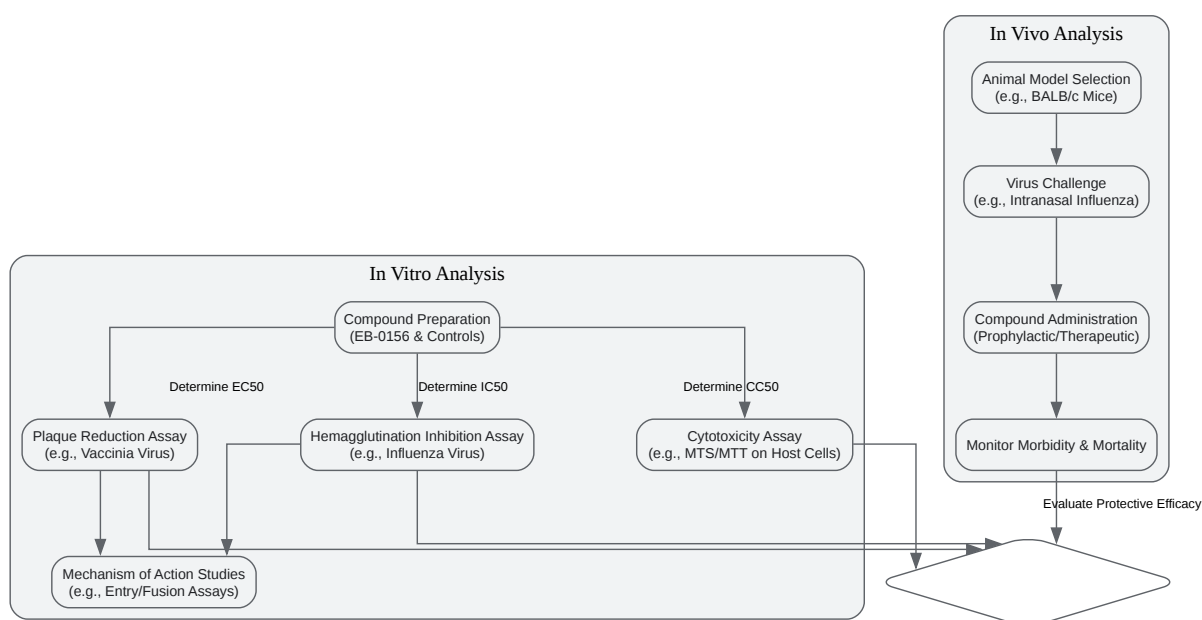 In Vivo Analysis
Animal Model Selection
(e.g., BALB/c Mice)
Virus Challenge
(e.g., Intranasal Influenza)
Compound Administration
(Prophylactic/Therapeutic)
Monitor Morbidity & Mortality
Evaluate Protective Efficacy
In Vitro Analysis
Compound Preparation
(EB-0156 & Controls)
Determine EC50
Determine IC50
Determine CC50
Plaque Reduction Assay
(e.g., Vaccinia Virus)
Hemagglutination Inhibition Assay
(e.g., Influenza Virus)
Cytotoxicity Assay
(e.g., MTS/MTT on Host Cells)
Mechanism of Action Studies
(e.g., Entry/Fusion Assays)